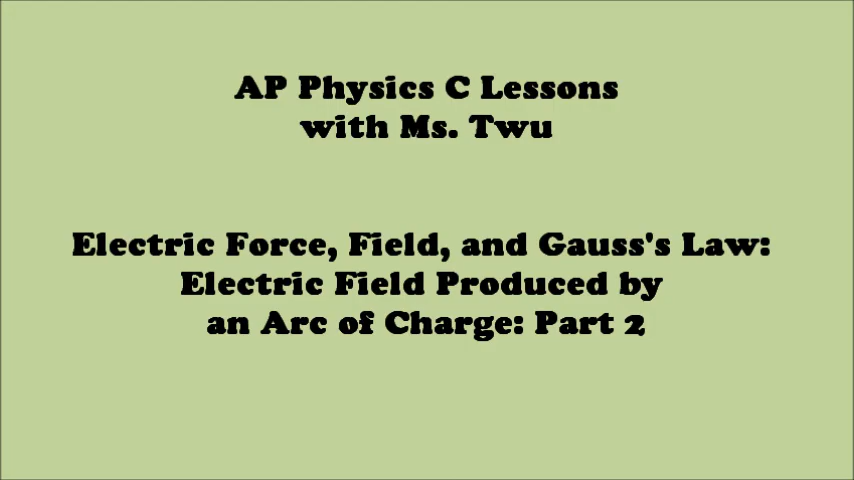 AP Physics C Lessons
with Ms. Twu
Electric Force, Field, and Gauss's Law:
Electric Field Produced by
an Arc of Charge: Part 2